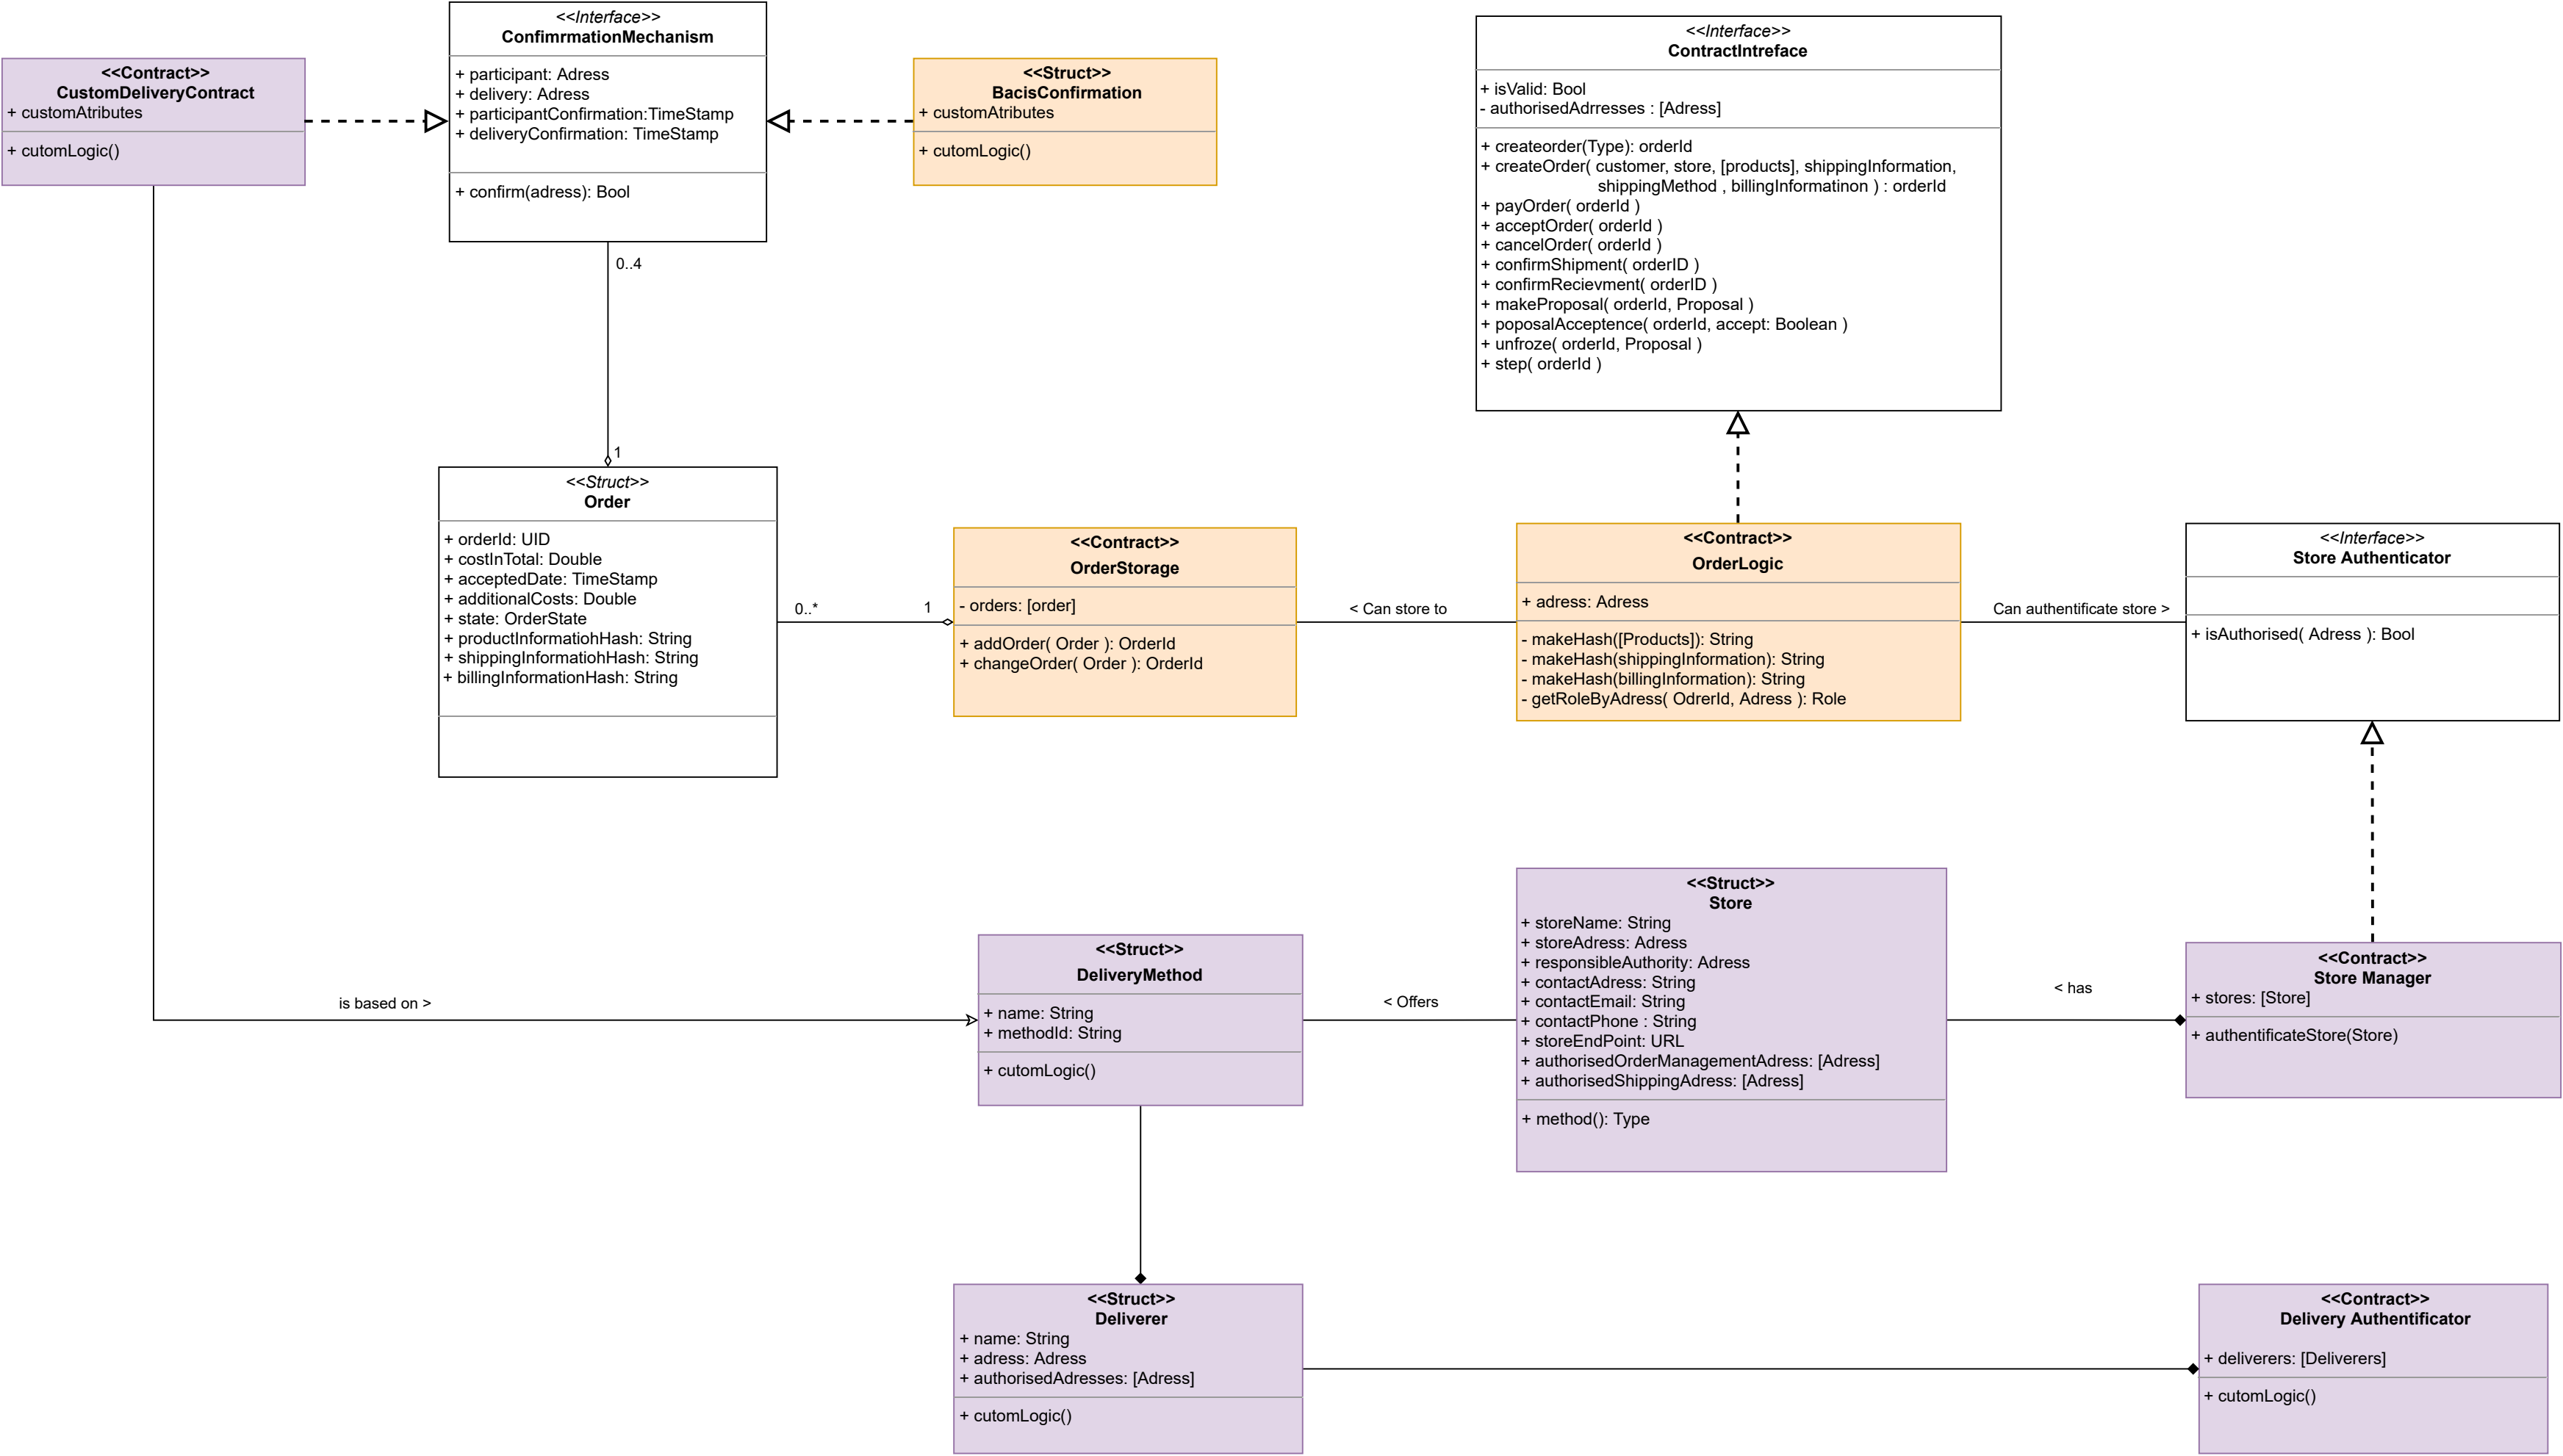 <<Contract>>
CustomDeliveryContract
+ customAtributes
+ cutomLogic()
<<Interface>>
ConfimrmationMechanism
+ participant: Adress
+ delivery: Adress
+ participantConfirmation:TimeStamp
+ deliveryConfirmation: TimeStamp
+ confirm(adress): Bool
<<Struct>>
BacisConfirmation
+ customAtributes
+ cutomLogic()
<<Interface>>
ContractIntreface
+ isValid: Bool
- authorisedAdrresses : [Adress]
+ createorder(Type): orderId
+ createOrder( customer, store, [products], shippingInformation,
shippingMethod , billingInformatinon ) : orderId
+ payOrder( orderId )
+ acceptOrder( orderId )
+ cancelOrder( orderId )
+ confirmShipment( orderID )
+ confirmRecievment( orderID )
+ makeProposal( orderId, Proposal )
+ poposalAcceptence( orderId, accept: Boolean )
+ unfroze( orderId, Proposal )
+ step( orderId )
0..4
1
<<Struct>>
Order
+ orderId: UID
+ costInTotal: Double
+ acceptedDate: TimeStamp
+ additionalCosts: Double
+ state: OrderState
+ productInformatiohHash: String
+ shippingInformatiohHash: String
+ billingInformationHash: String
0..*
1
<<Contract>>
OrderStorage
- orders: [order]
+ addOrder( Order ): OrderId
+ changeOrder( Order ): OrderId
< Can store to
<<Contract>>
OrderLogic
+ adress: Adress
- makeHash([Products]): String
- makeHash(shippingInformation): String
- makeHash(billingInformation): String
- getRoleByAdress( OdrerId, Adress ): Role
Can authentificate store >
<<Interface>>
Store Authenticator
+ isAuthorised( Adress ): Bool
is based on >
<<Struct>>
DeliveryMethod
+ name: String
+ methodId: String
+ cutomLogic()
< Offers
<<Struct>>
Store
+ storeName: String
+ storeAdress: Adress
+ responsibleAuthority: Adress
+ contactAdress: String
+ contactEmail: String
+ contactPhone : String
+ storeEndPoint: URL
+ authorisedOrderManagementAdress: [Adress]
+ authorisedShippingAdress: [Adress]
+ method(): Type
< has
<<Contract>>
Store Manager
+ stores: [Store]
+ authentificateStore(Store)
<<Struct>>
Deliverer
+ name: String
+ adress: Adress
+ authorisedAdresses: [Adress]
+ cutomLogic()
<<Contract>>
Delivery Authentificator
+ deliverers: [Deliverers]
+ cutomLogic()